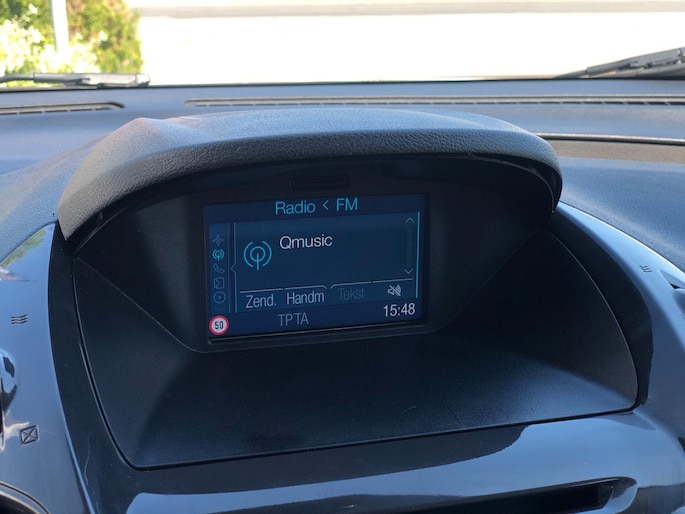 Radio < FM
Qmusic
Zend. Handm Tekst
50 TP TA 15:48